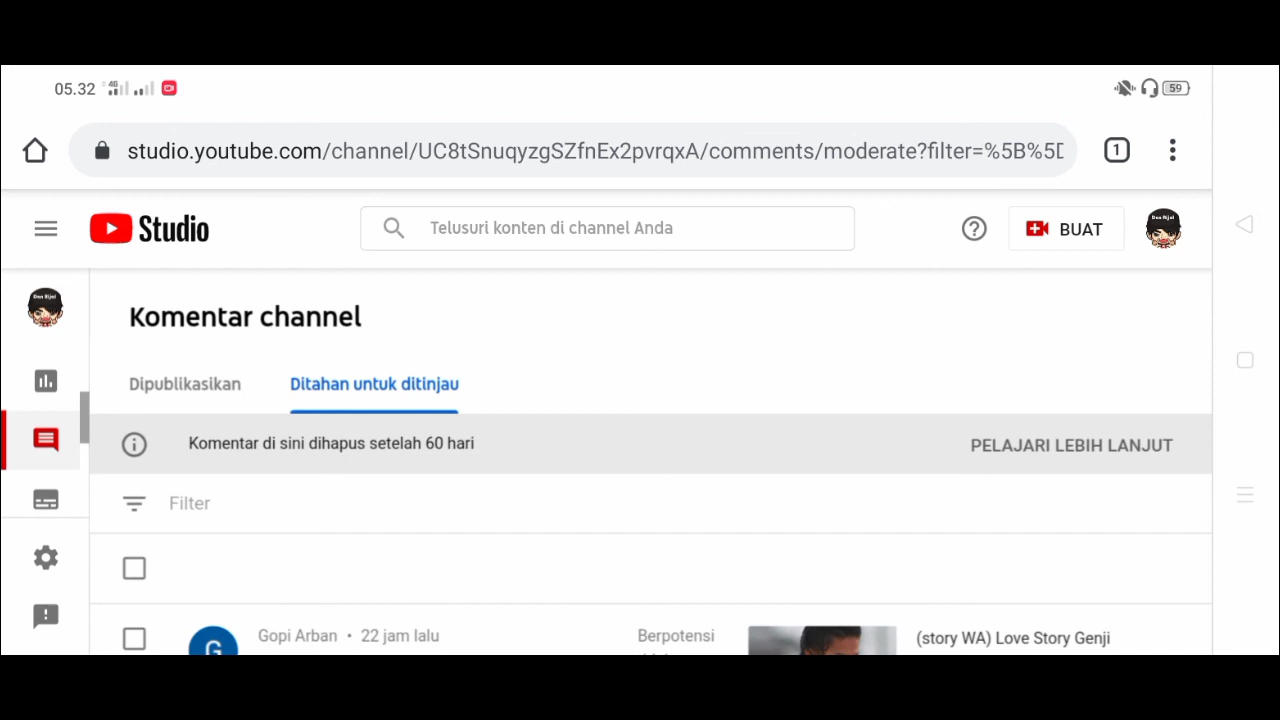 05.32 4G 59
studio.youtube.com/channel/UC8tSnuqyzgSZfnEx2pvrqxA/comments/moderate?filter=%5B%5D 1
Studio Telusuri konten di channel Anda BUAT
Komentar channel
Dipublikasikan Ditahan untuk ditinjau
Komentar di sini dihapus setelah 60 hari PELAJARI LEBIH LANJUT
Filter
G Gopi Arban • 22 jam lalu Berpotensi (story WA) Love Story Genji